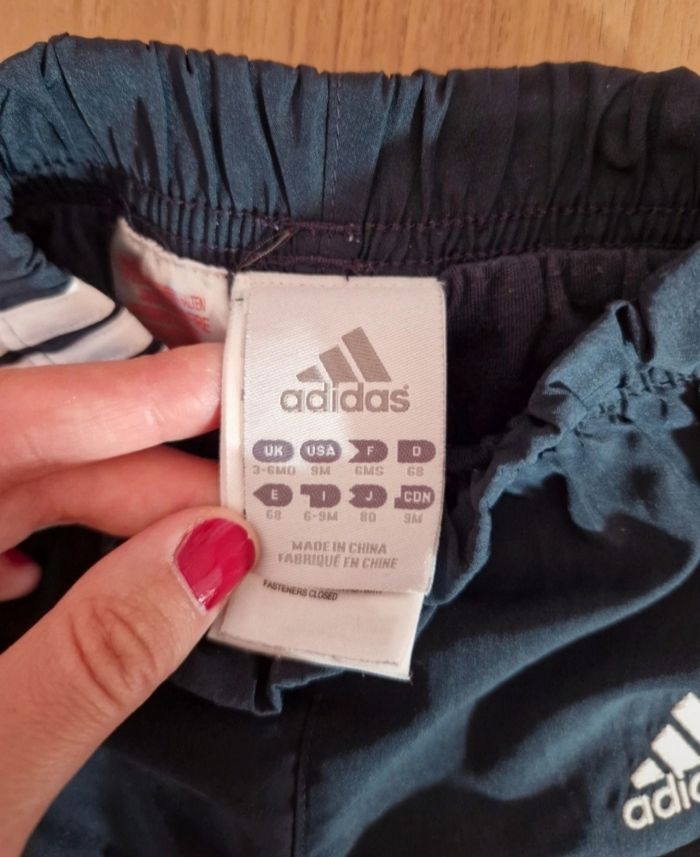 adidas
UK USA F D
3-6MO 9M 6MS 68
E I J CDN
68 6-9M 80 9M
MADE IN CHINA
FABRIQUÉ EN CHINE
FASTENERS CLOSED
adi